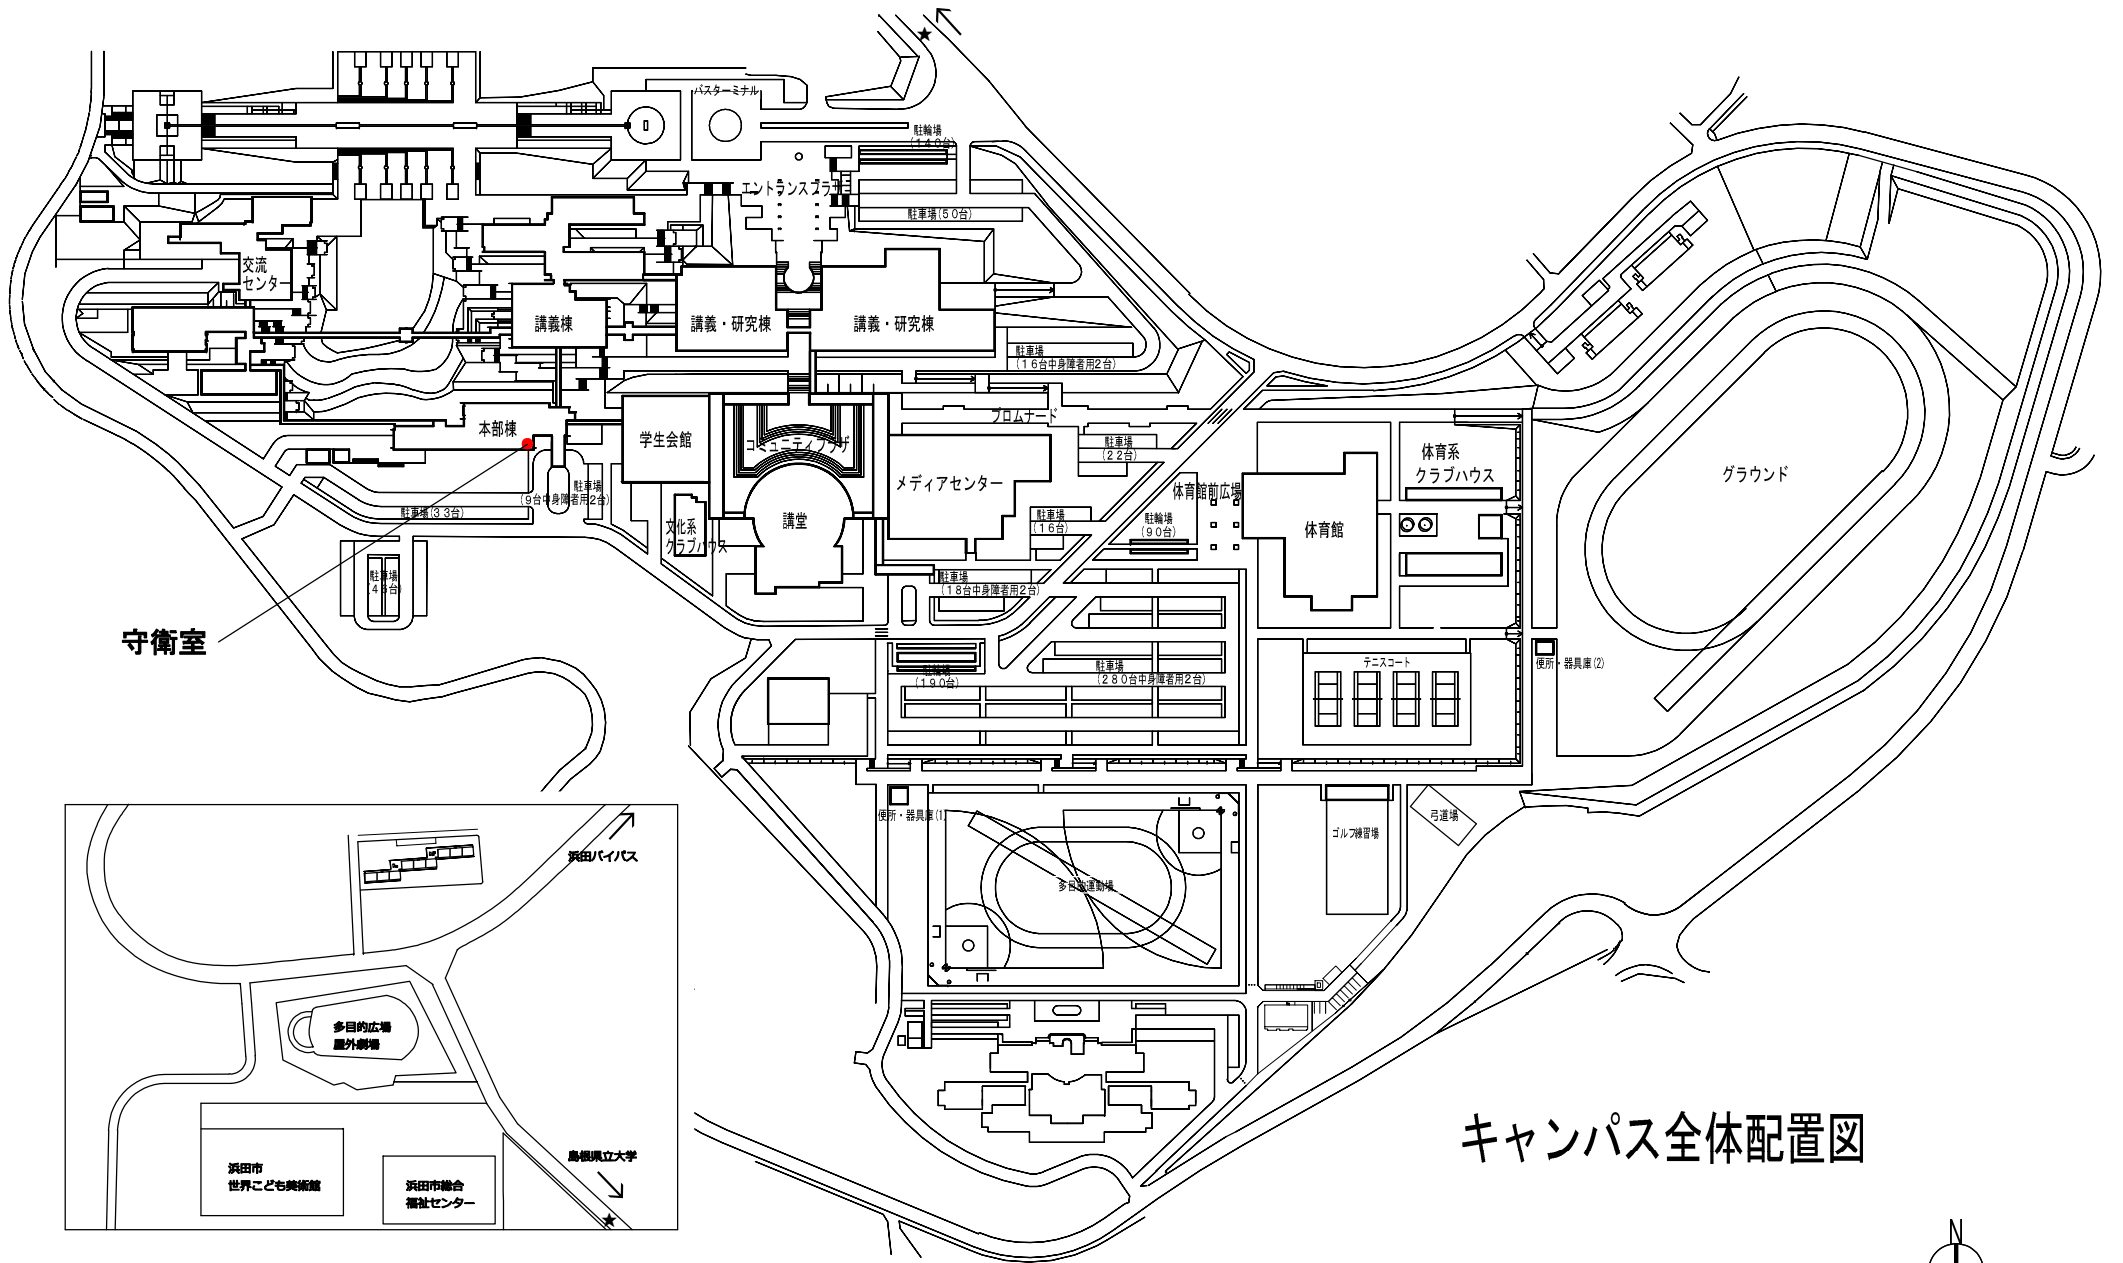 バスターミナル
駐輪場
(140台)
エントランスプラザ
駐車場(50台)
交流
センター
講義棟
講義・研究棟
講義・研究棟
駐車場
(16台中身障者用2台)
プロムナード
本部棟
学生会館
コミュニティプラザ
駐車場
(22台)
体育系
クラブハウス
グラウンド
メディアセンター
体育館前広場
駐車場
(9台中身障者用2台)
駐車場(33台)
文化系
クラブハウス
講堂
駐車場
(16台)
駐輪場
(90台)
体育館
駐車場
駐車場
(18台中身障者用2台)
守衛室
駐輪場
(190台)
駐車場
(280台中身障者用2台)
テニスコート
便所・器具庫(2)
便所・器具庫(1)
ゴルフ練習場
弓道場
多目的運動場
浜田バイパス
多目的広場
屋外劇場
島根県立大学
浜田市
世界こども美術館
浜田市総合
福祉センター
キャンパス全体配置図
N